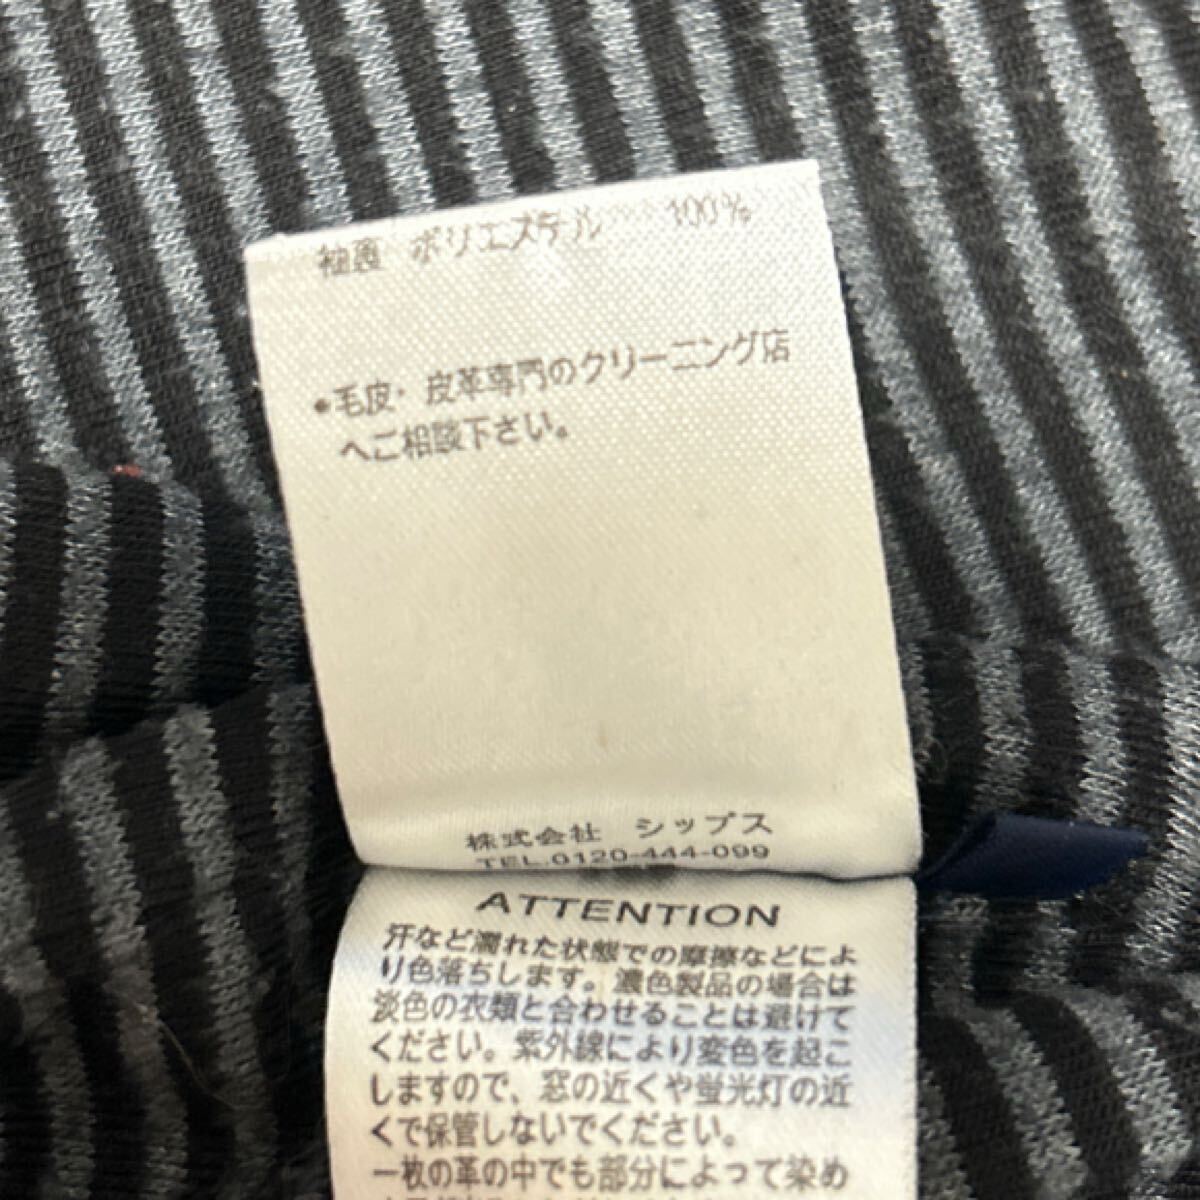 袖裏 ポリエステル 100%
●毛皮・皮革専門のクリーニング店
へご相談下さい。
株式会社 シップス
TEL.0120-444-099
ATTENTION
汗など濡れた状態での摩擦などによ
り色落ちします。濃色製品の場合は
淡色の衣類と合わせることは避けて
ください。紫外線により変色を起こ
しますので、窓の近くや蛍光灯の近
くで保管しないでください。
一枚の革の中でも部分によって染め